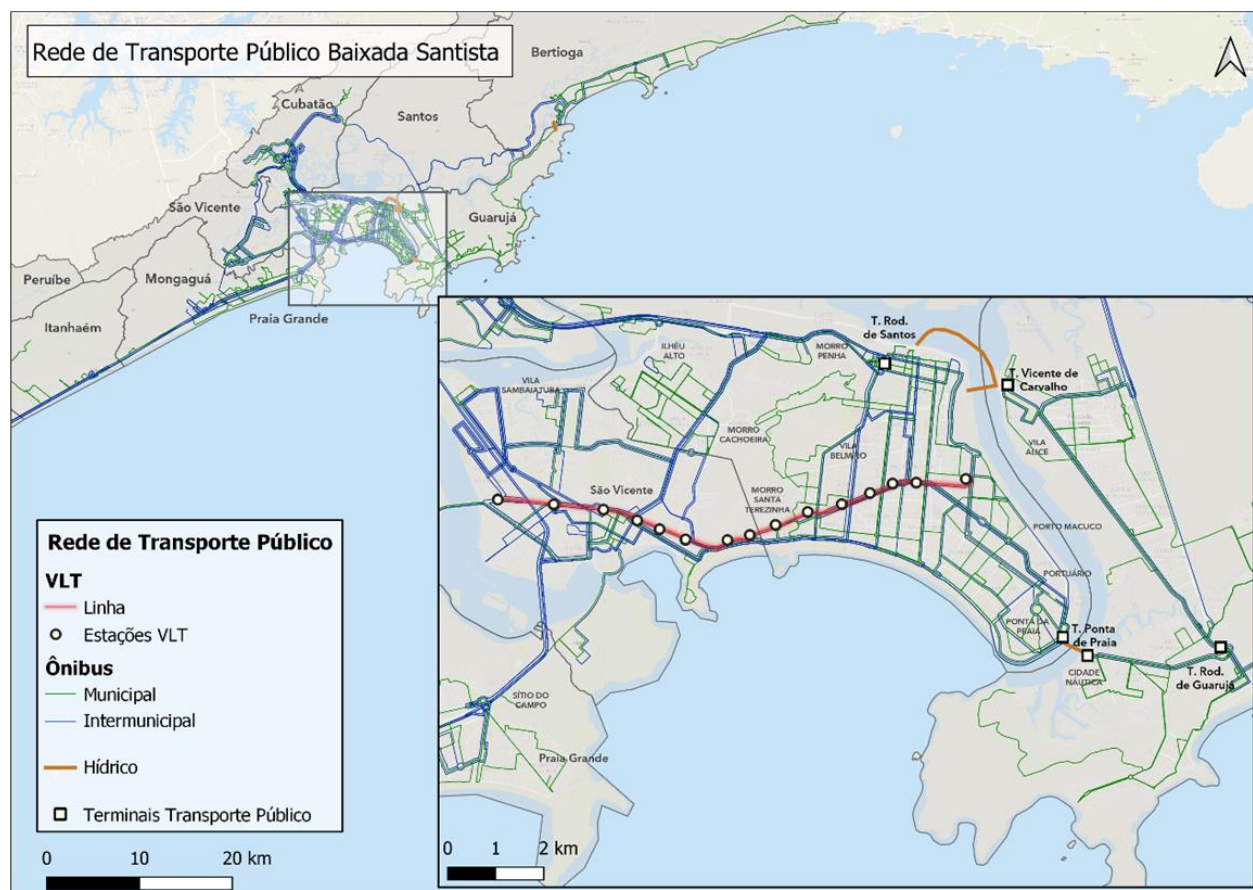 Rede de Transporte Público Baixada Santista
Bertioga
Cubatão
Santos
São Vicente
Guarujá
Peruíbe
Mongaguá
Itanhaém
Praia Grande
T. Rod.
de Santos
ILHÉU
ALTO
MORRO
PENHA
T. Vicente de
Carvalho
VILA
SAMBAIATUBA
MORRO
CACHOEIRA
VILA
BELMIRO
VILA
ALICE
São Vicente
MORRO
SANTA
TEREZINHA
PORTO MACUCO
PORTUÁRIO
PONTA DA
PRAIA
T. Ponta
de Praia
CIDADE
NÁUTICA
T. Rod.
de Guarujá
SÍTIO DO
CAMPO
Praia Grande
0 1 2 km
Rede de Transporte Público
VLT
Linha
Estações VLT
Ônibus
Municipal
Intermunicipal
Hídrico
Terminais Transporte Público
0 10 20 km